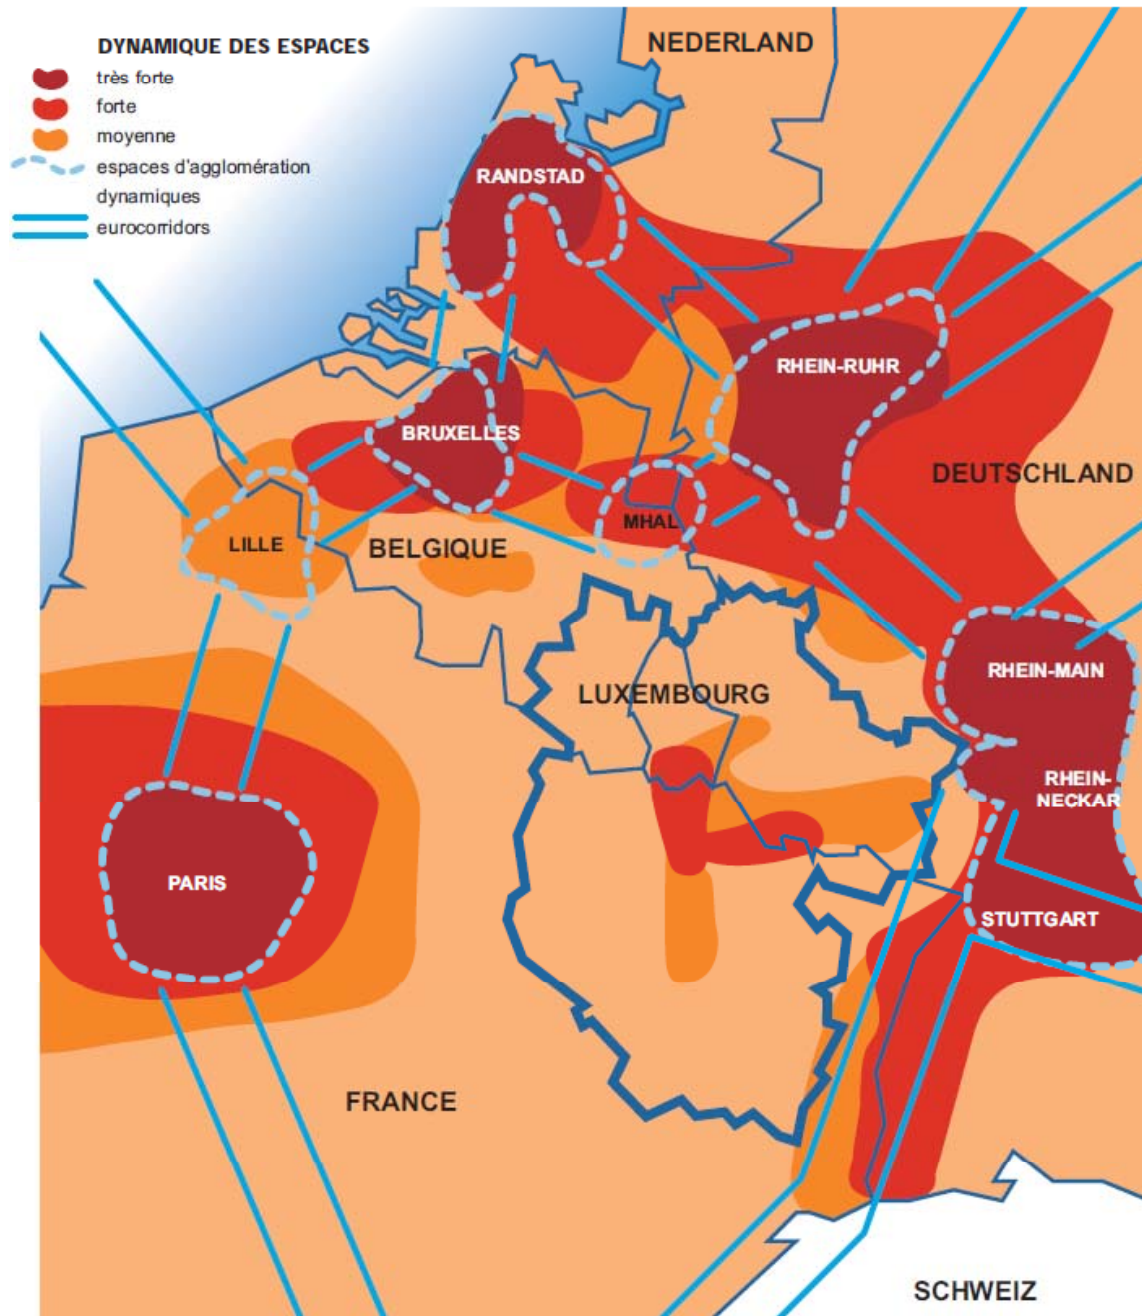 DYNAMIQUE DES ESPACES
très forte
forte
moyenne
espaces d'agglomération
dynamiques
eurocorridors
NEDERLAND
RANDSTAD
RHEIN-RUHR
BRUXELLES
DEUTSCHLAND
MHAL
LILLE
BELGIQUE
RHEIN-MAIN
LUXEMBOURG
RHEIN-
NECKAR
PARIS
STUTTGART
FRANCE
SCHWEIZ